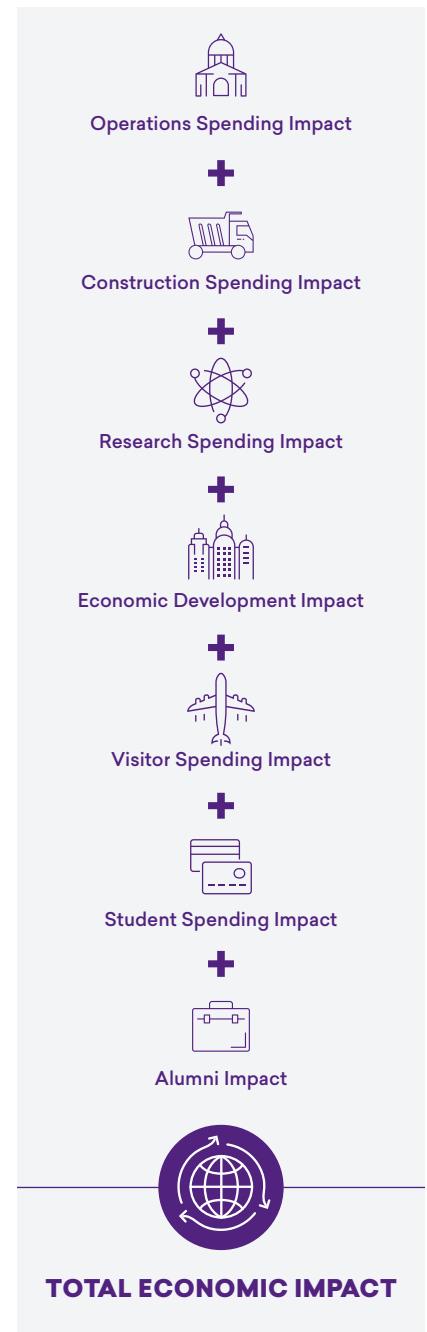 Operations Spending Impact
+
Construction Spending Impact
+
Research Spending Impact
+
Economic Development Impact
+
Visitor Spending Impact
+
Student Spending Impact
+
Alumni Impact
TOTAL ECONOMIC IMPACT